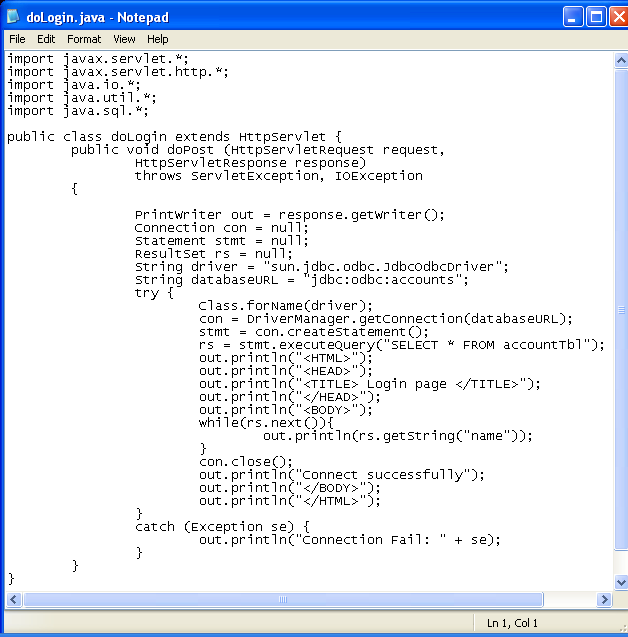 doLogin.java - Notepad
File Edit Format View Help
import javax.servlet.*;
import javax.servlet.http.*;
import java.io.*;
import java.util.*;
import java.sql.*;

public class doLogin extends HttpServlet {
        public void doPost (HttpServletRequest request,
                HttpServletResponse response)
                throws ServletException, IOException
        {

                PrintWriter out = response.getWriter();
                Connection con = null;
                Statement stmt = null;
                ResultSet rs = null;
                String driver = "sun.jdbc.odbc.JdbcOdbcDriver";
                String databaseURL = "jdbc:odbc:accounts";
                try {
                        Class.forName(driver);
                        con = DriverManager.getConnection(databaseURL);
                        stmt = con.createStatement();
                        rs = stmt.executeQuery("SELECT * FROM accountTbl");
                        out.println("<HTML>");
                        out.println("<HEAD>");
                        out.println("<TITLE> Login page </TITLE>");
                        out.println("</HEAD>");
                        out.println("<BODY>");
                        while(rs.next()){
                                out.println(rs.getString("name"));
                        }
                        con.close();
                        out.println("Connect successfully");
                        out.println("</BODY>");
                        out.println("</HTML>");
                }
                catch (Exception se) {
                        out.println("Connection Fail: " + se);
                }
        }
}
Ln 1, Col 1